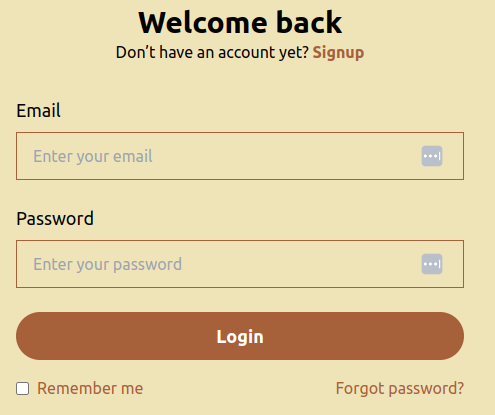 Welcome back
Don’t have an account yet? Signup
Email
Enter your email
Password
Enter your password
Login
Remember me Forgot password?